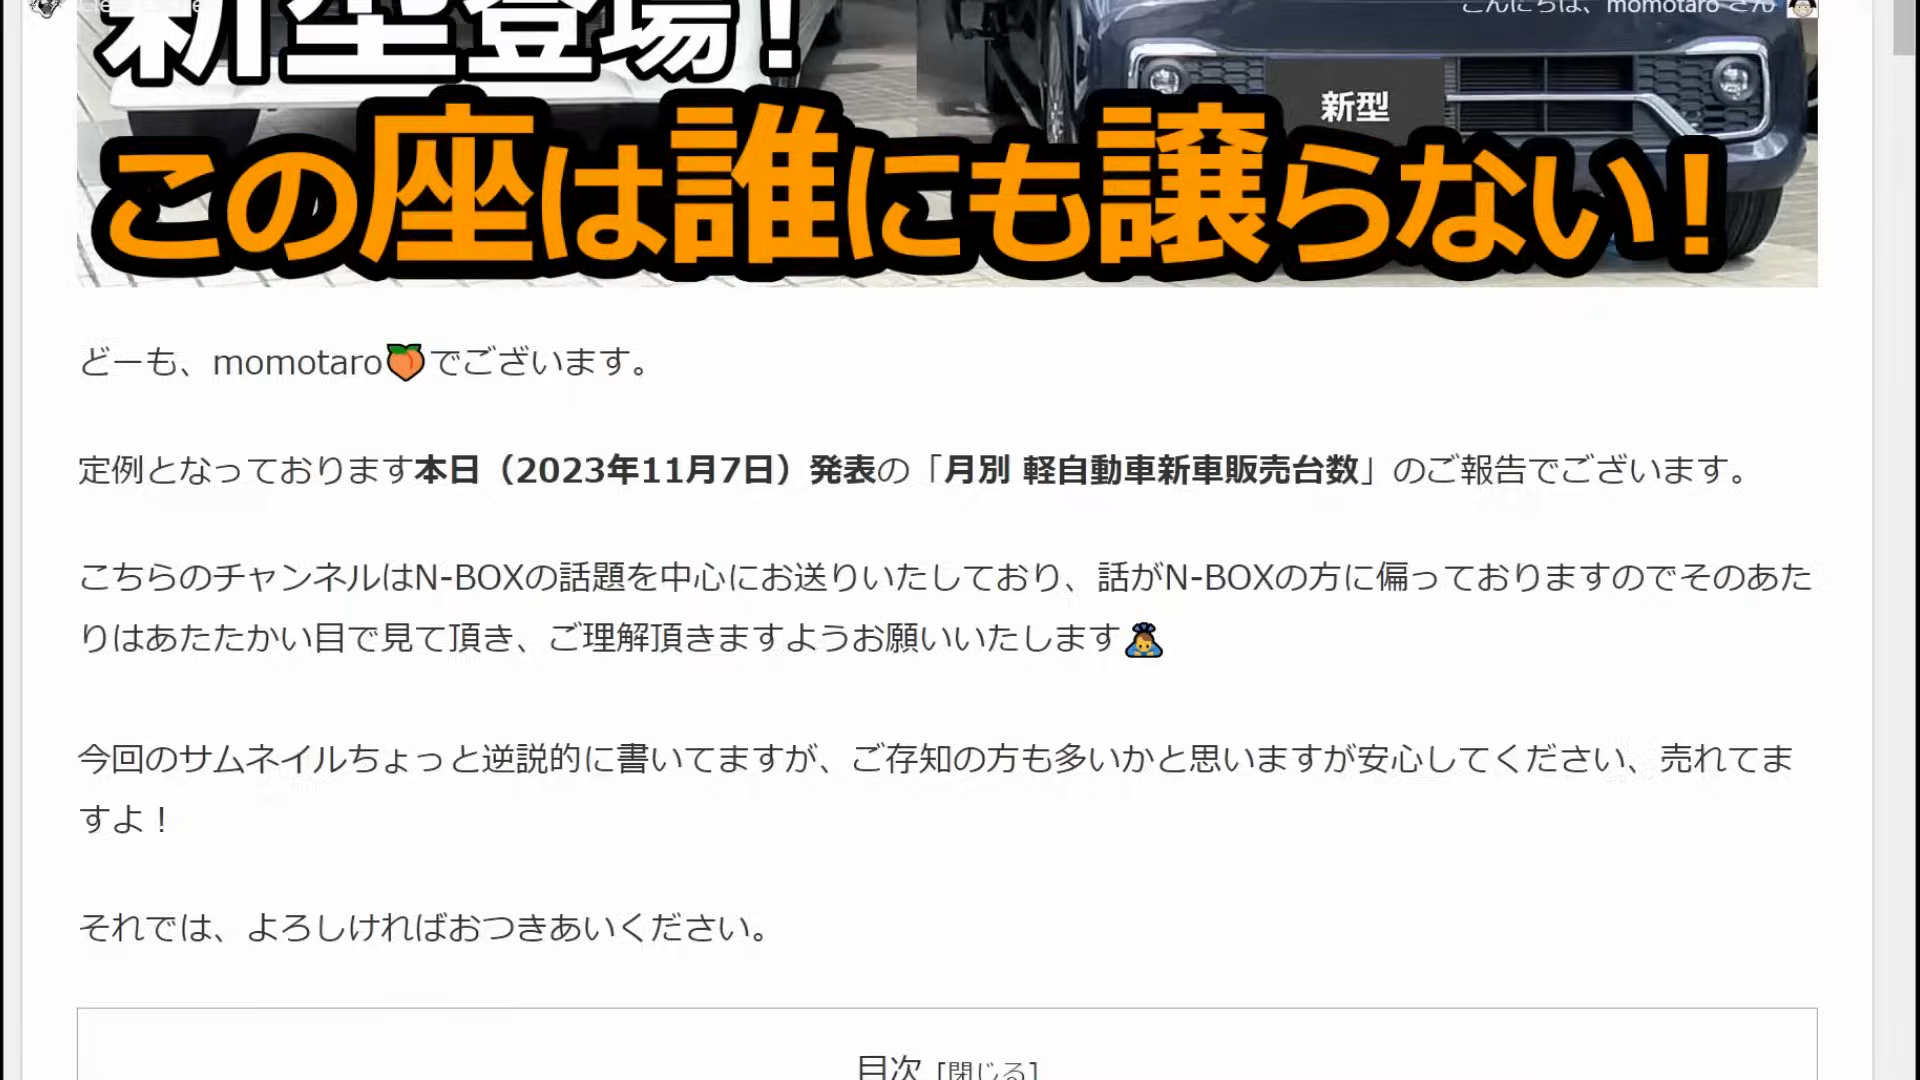 こんにちは、momotaro さん
新型登場！
新型
この座は誰にも譲らない！
どーも、momotaro🍑でございます。
定例となっております本日（2023年11月7日）発表の「月別 軽自動車新車販売台数」のご報告でございます。
こちらのチャンネルはN-BOXの話題を中心にお送りいたしており、話がN-BOXの方に偏っておりますのでそのあた
りはあたたかい目で見て頂き、ご理解頂きますようお願いいたします🙇
今回のサムネイルちょっと逆説的に書いてますが、ご存知の方も多いかと思いますが安心してください、売れてま
すよ！
それでは、よろしければおつきあいください。
目次 [閉じる]